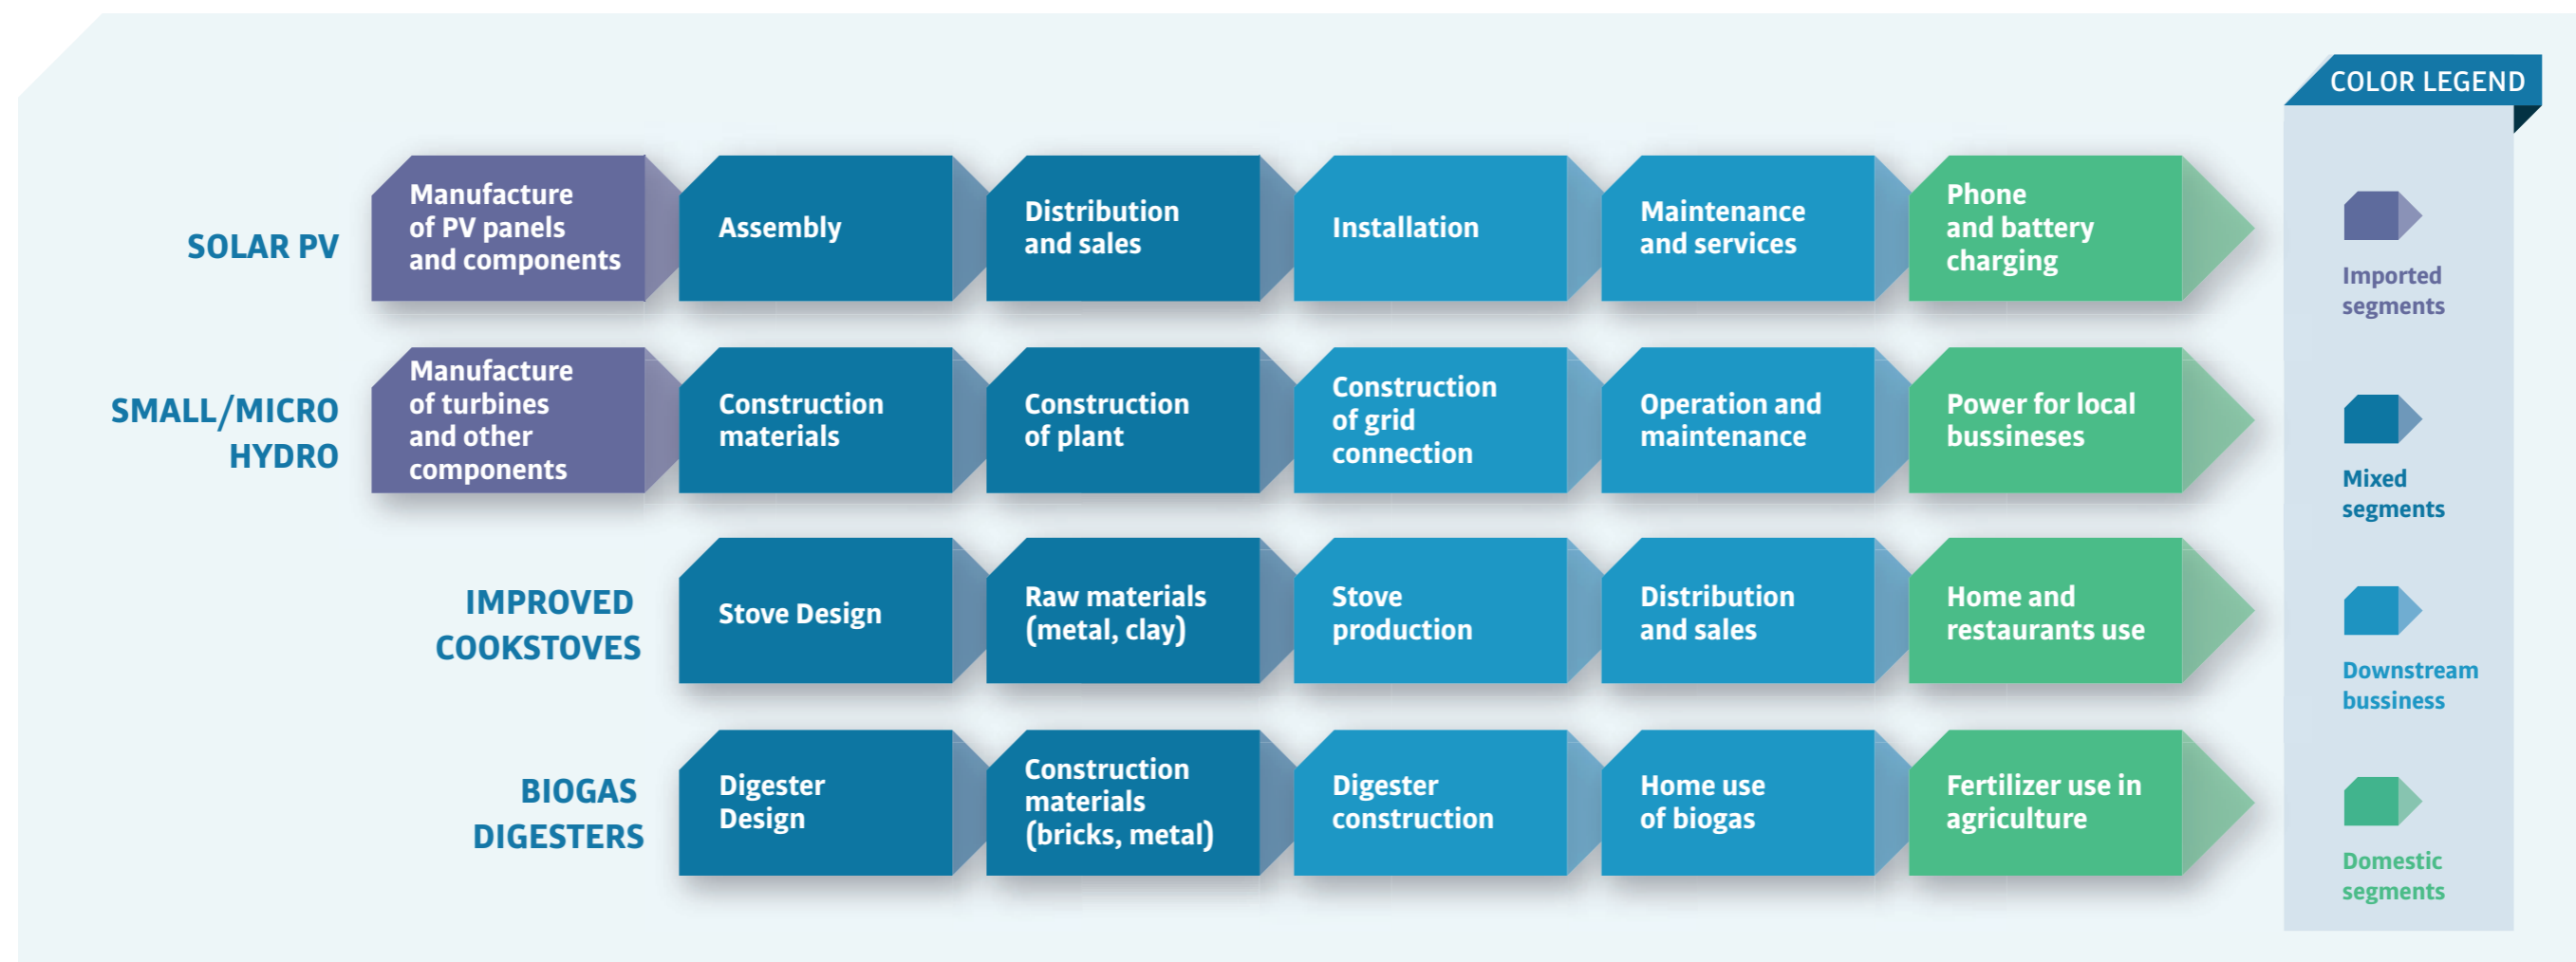 COLOR LEGEND
SOLAR PV
Manufacture
of PV panels
and components
Assembly
Distribution
and sales
Installation
Maintenance
and services
Phone
and battery
charging
SMALL/MICRO
HYDRO
Manufacture
of turbines
and other
components
Construction
materials
Construction
of plant
Construction
of grid
connection
Operation and
maintenance
Power for local
bussineses
IMPROVED
COOKSTOVES
Stove Design
Raw materials
(metal, clay)
Stove
production
Distribution
and sales
Home and
restaurants use
BIOGAS
DIGESTERS
Digester
Design
Construction
materials
(bricks, metal)
Digester
construction
Home use
of biogas
Fertilizer use in
agriculture
Imported
segments
Mixed
segments
Downstream
bussiness
Domestic
segments